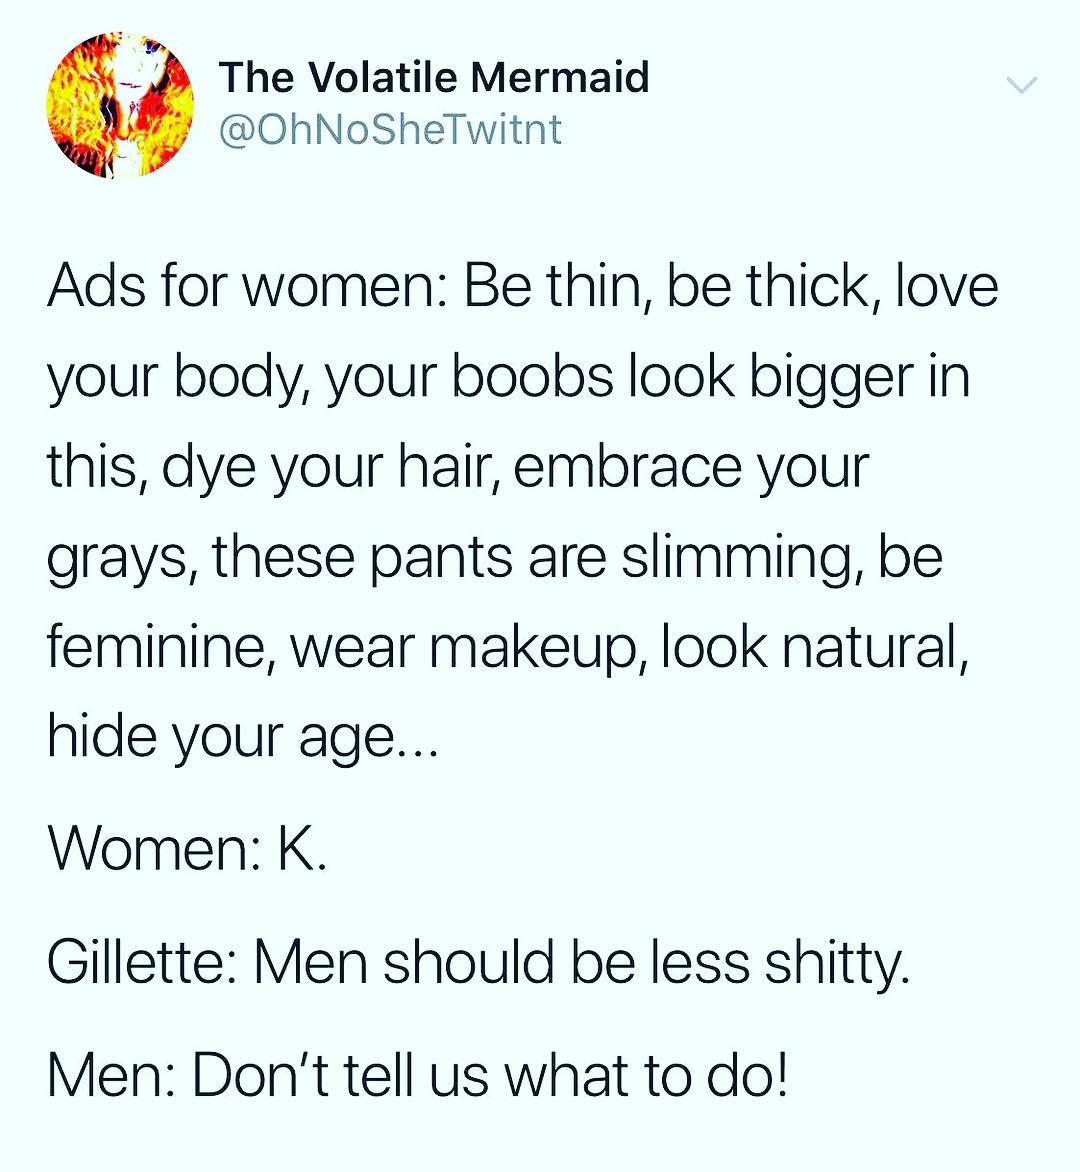 The Volatile Mermaid
@OhNoSheTwitnt
Ads for women: Be thin, be thick, love
your body, your boobs look bigger in
this, dye your hair, embrace your
grays, these pants are slimming, be
feminine, wear makeup, look natural,
hide your age...
Women: K.
Gillette: Men should be less shitty.
Men: Don’t tell us what to do!